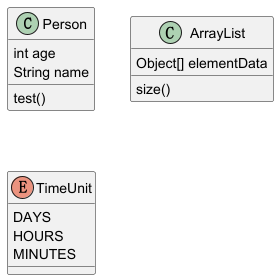 C Person
int age
String name
test()
C ArrayList
Object[] elementData
size()
E TimeUnit
DAYS
HOURS
MINUTES